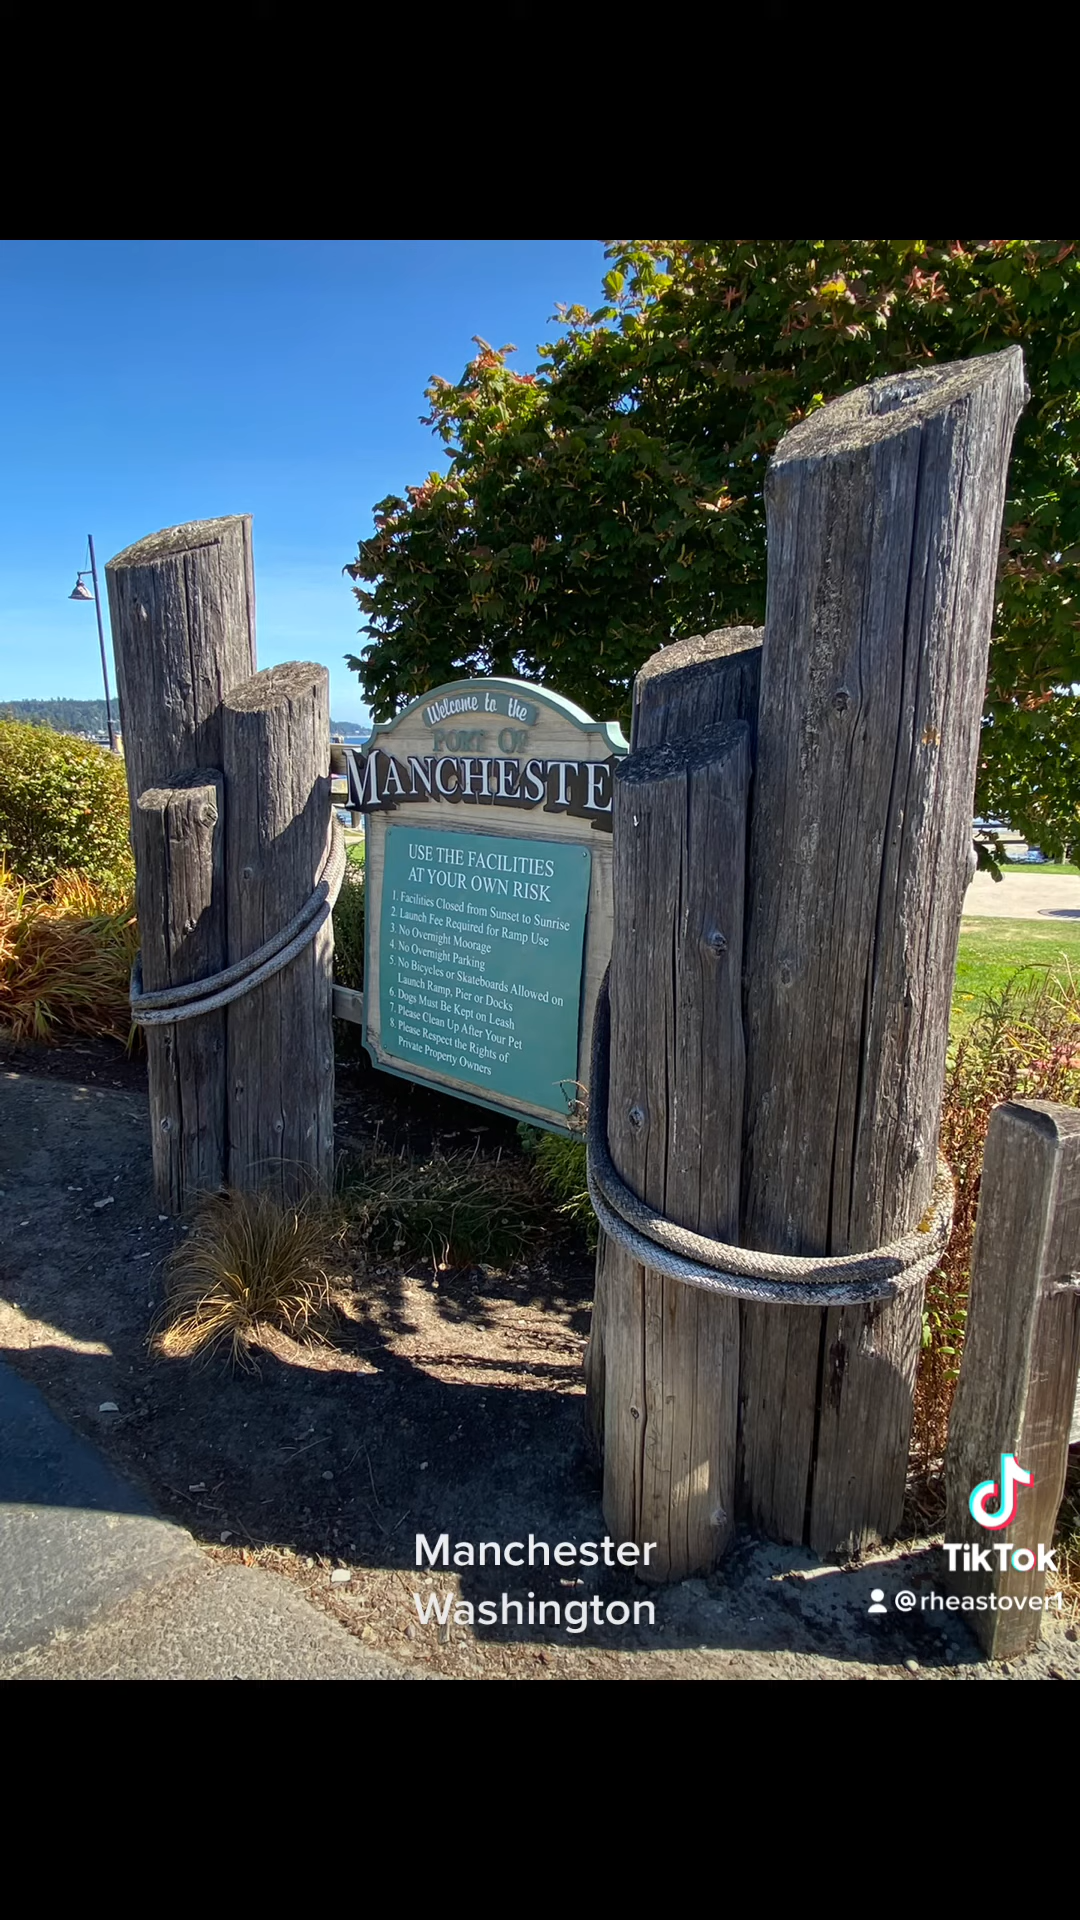 Welcome to the
PORT OF
MANCHESTE
USE THE FACILITIES
AT YOUR OWN RISK
1. Facilities Closed from Sunset to Sunrise
2. Launch Fee Required for Ramp Use
3. No Overnight Moorage
4. No Overnight Parking
5. No Bicycles or Skateboards Allowed on
Launch Ramp, Pier or Docks
6. Dogs Must Be Kept on Leash
7. Please Clean Up After Your Pet
8. Please Respect the Rights of
Private Property Owners
Manchester
Washington
TikTok
@rheastover1